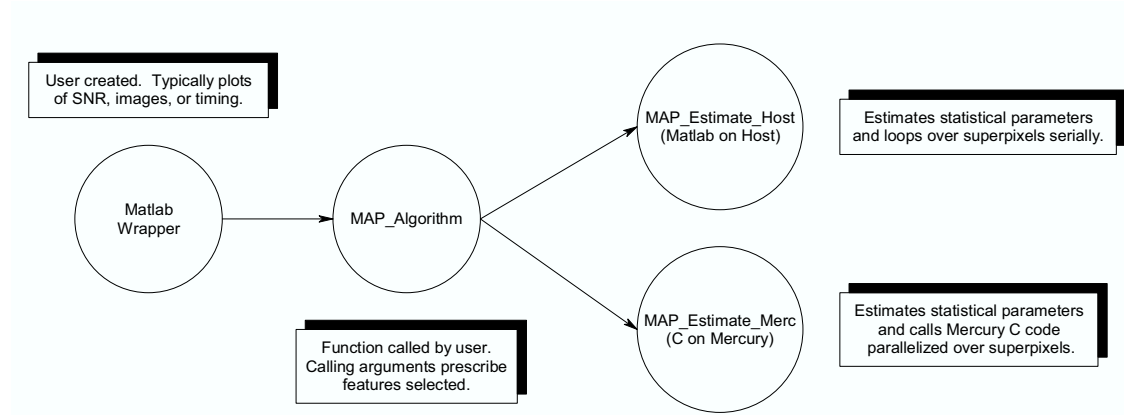 User created. Typically plots
of SNR, images, or timing.
Matlab
Wrapper
MAP_Algorithm
Function called by user.
Calling arguments prescribe
features selected.
MAP_Estimate_Host
(Matlab on Host)
Estimates statistical parameters
and loops over superpixels serially.
MAP_Estimate_Merc
(C on Mercury)
Estimates statistical parameters
and calls Mercury C code
parallelized over superpixels.